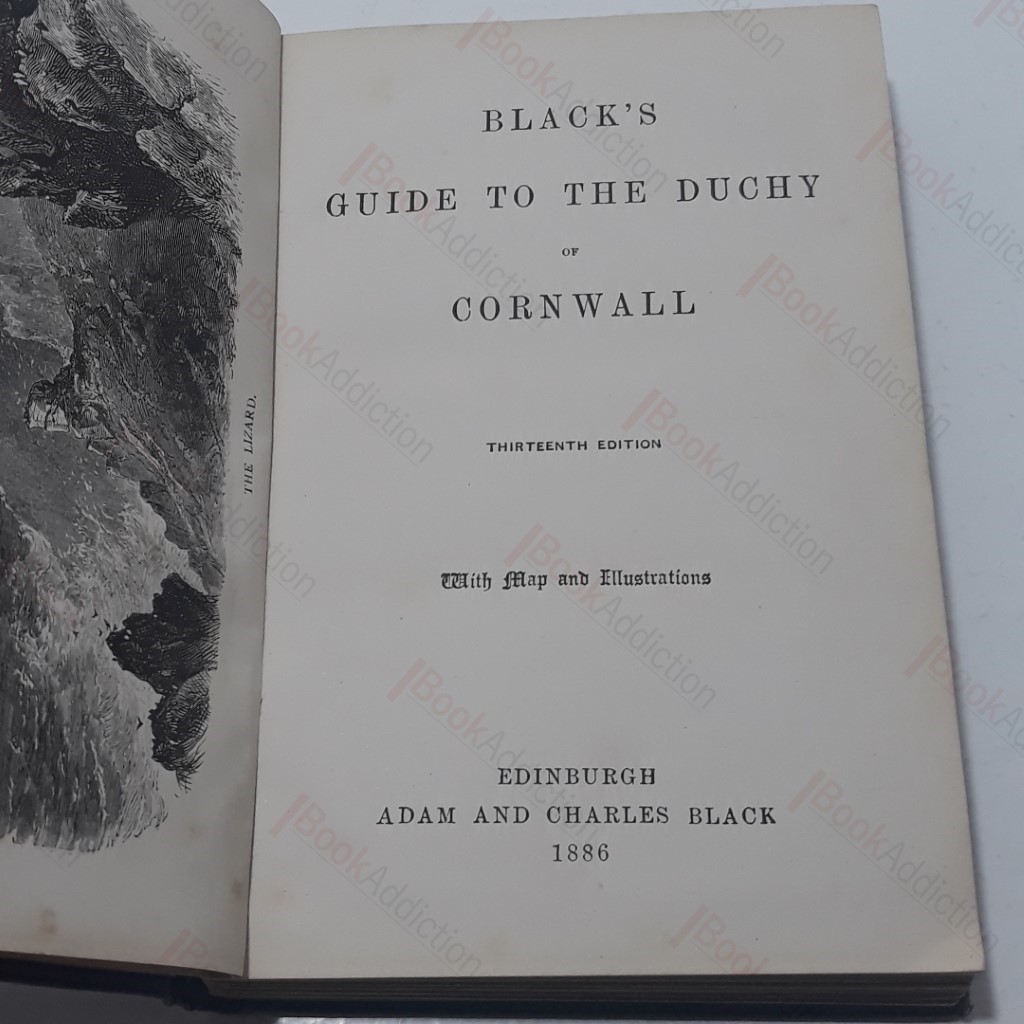 THE LIZARD.
BLACK'S
GUIDE TO THE DUCHY
OF
CORNWALL
THIRTEENTH EDITION
With Map and Illustrations
EDINBURGH
ADAM AND CHARLES BLACK
1886
BookAddiction